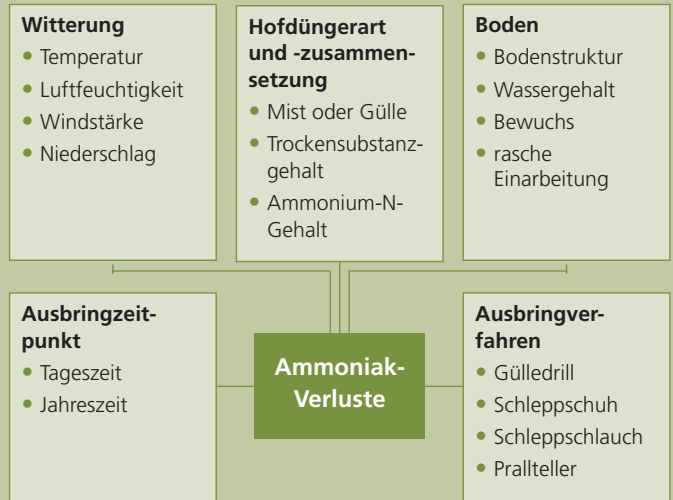 Witterung
• Temperatur
• Luftfeuchtigkeit
• Windstärke
• Niederschlag
Hofdüngerart
und -zusammen-
setzung
• Mist oder Gülle
• Trockensubstanz-
gehalt
• Ammonium-N-
Gehalt
Boden
• Bodenstruktur
• Wassergehalt
• Bewuchs
• rasche
Einarbeitung
Ausbringzeit-
punkt
• Tageszeit
• Jahreszeit
Ammoniak-
Verluste
Ausbringver-
fahren
• Gülledrill
• Schleppschuh
• Schleppschlauch
• Prallteller